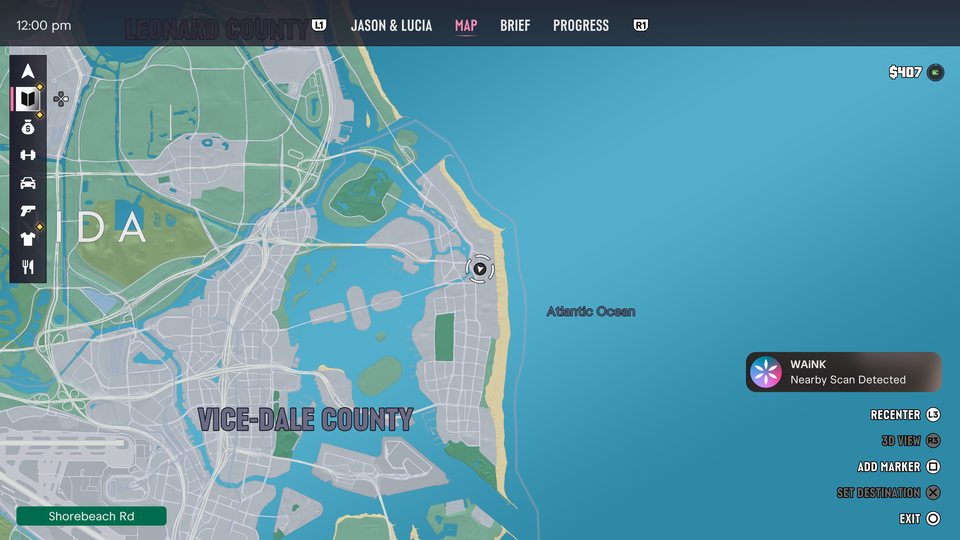 12:00 pm
LEONARD COUNTY
L1
JASON & LUCIA
MAP
BRIEF
PROGRESS
R1
$407
IDA
Atlantic Ocean
WAiNK
Nearby Scan Detected
VICE-DALE COUNTY
RECENTER L3
3D VIEW R3
ADD MARKER
SET DESTINATION
EXIT
Shorebeach Rd